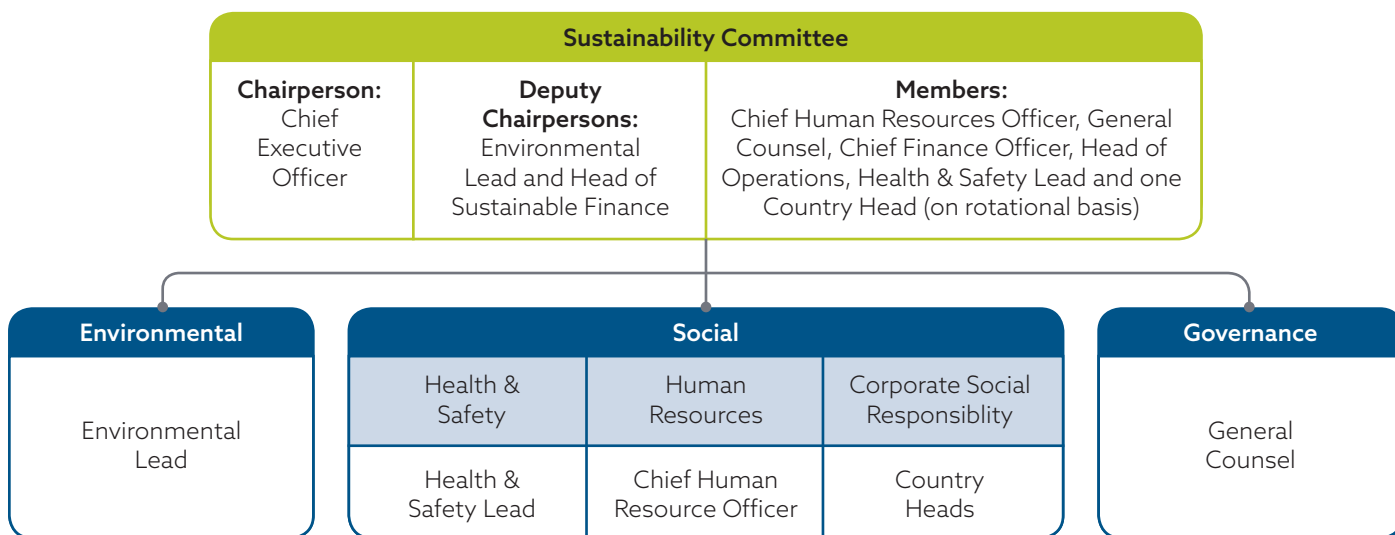 Sustainability Committee
Chairperson:
Chief
Executive
Officer
Deputy
Chairpersons:
Environmental
Lead and Head of
Sustainable Finance
Members:
Chief Human Resources Officer, General
Counsel, Chief Finance Officer, Head of
Operations, Health & Safety Lead and one
Country Head (on rotational basis)
Environmental
Environmental
Lead
Social
Health &
Safety
Human
Resources
Corporate Social
Responsiblity
Health &
Safety Lead
Chief Human
Resource Officer
Country
Heads
Governance
General
Counsel